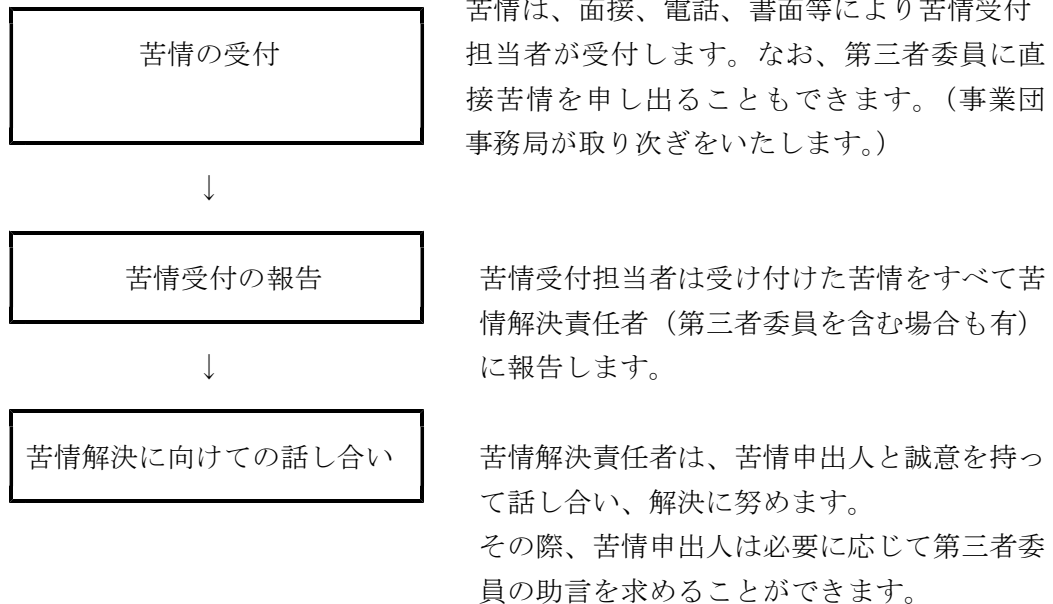 苦情の受付
苦情は、面接、電話、書面等により苦情受付
担当者が受付します。なお、第三者委員に直
接苦情を申し出ることもできます。（事業団
事務局が取り次ぎをいたします。）
↓
苦情受付の報告
苦情受付担当者は受け付けた苦情をすべて苦
情解決責任者（第三者委員を含む場合も有）
に報告します。
↓
苦情解決に向けての話し合い
苦情解決責任者は、苦情申出人と誠意を持っ
て話し合い、解決に努めます。
その際、苦情申出人は必要に応じて第三者委
員の助言を求めることができます。